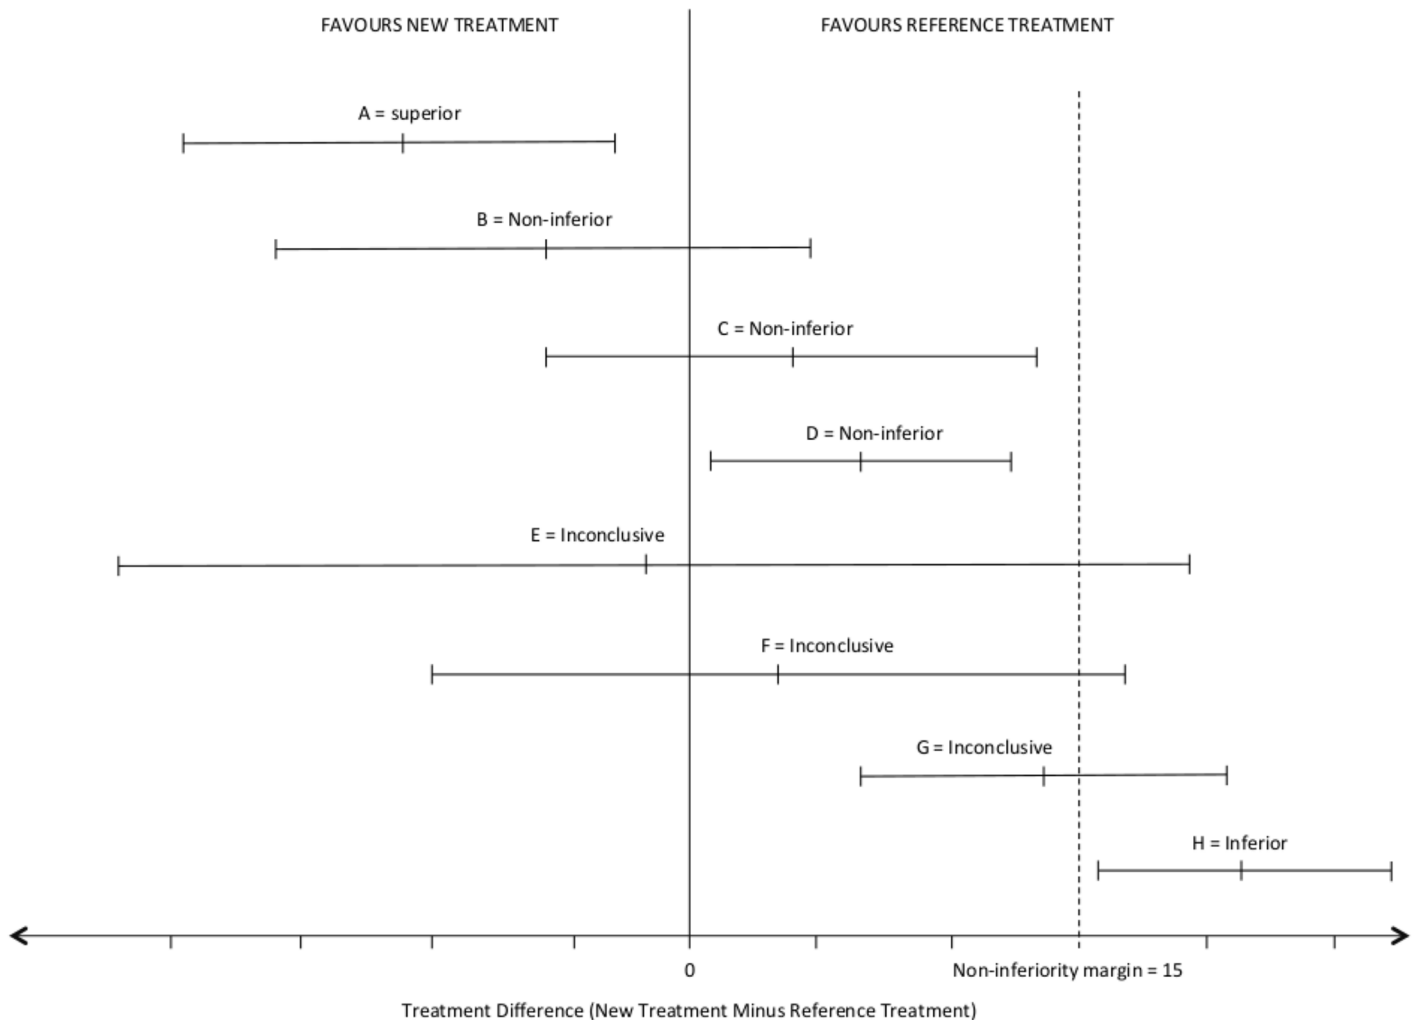 FAVOURS NEW TREATMENT
FAVOURS REFERENCE TREATMENT
A = superior
B = Non-inferior
C = Non-inferior
D = Non-inferior
E = Inconclusive
F = Inconclusive
G = Inconclusive
H = Inferior
0
Non-inferiority margin = 15
Treatment Difference (New Treatment Minus Reference Treatment)